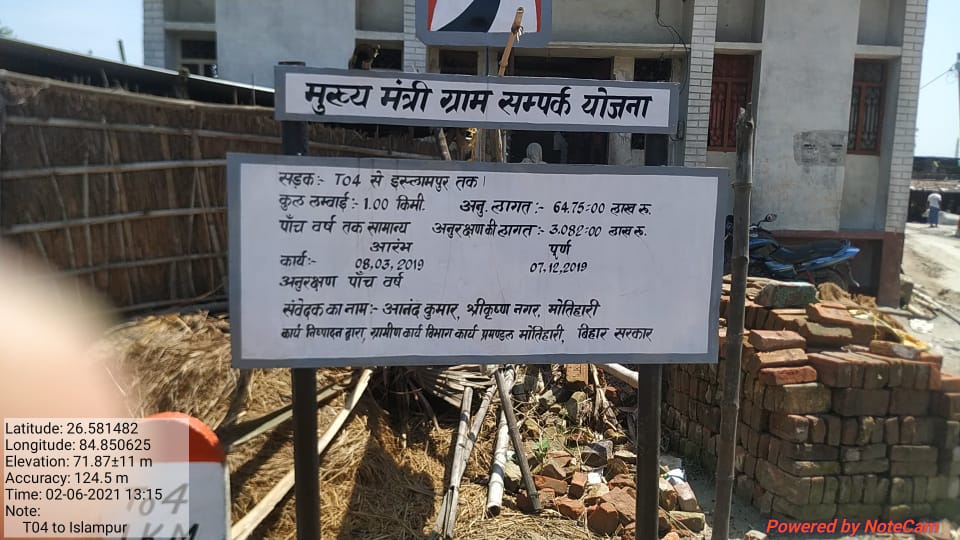 मुख्य मंत्री ग्राम सम्पर्क योजना
सड़क:- T04 से इस्लामपुर तक।
कुल लम्बाई:- 1.00 किमी. अनु. लागत:- 64.75=00 लाख रु.
पाँच वर्ष तक सामान्य अनुरक्षण की लागत:- 3.082=00 लाख रु.
आरंभ पूर्ण
कार्य:- 08,03,2019 07,12,2019
अनुरक्षण पाँच वर्ष
संवेदक का नाम:- आनंद कुमार, श्रीकृष्ण नगर, मोतिहारी
कार्य निष्पादन द्वारा, ग्रामीण कार्य विभाग कार्य प्रमण्डल मोतिहारी, बिहार सरकार
T04
1KM
Latitude: 26.581482
Longitude: 84.850625
Elevation: 71.87±11 m
Accuracy: 124.5 m
Time: 02-06-2021 13:15
Note:
T04 to Islampur
Powered by NoteCam